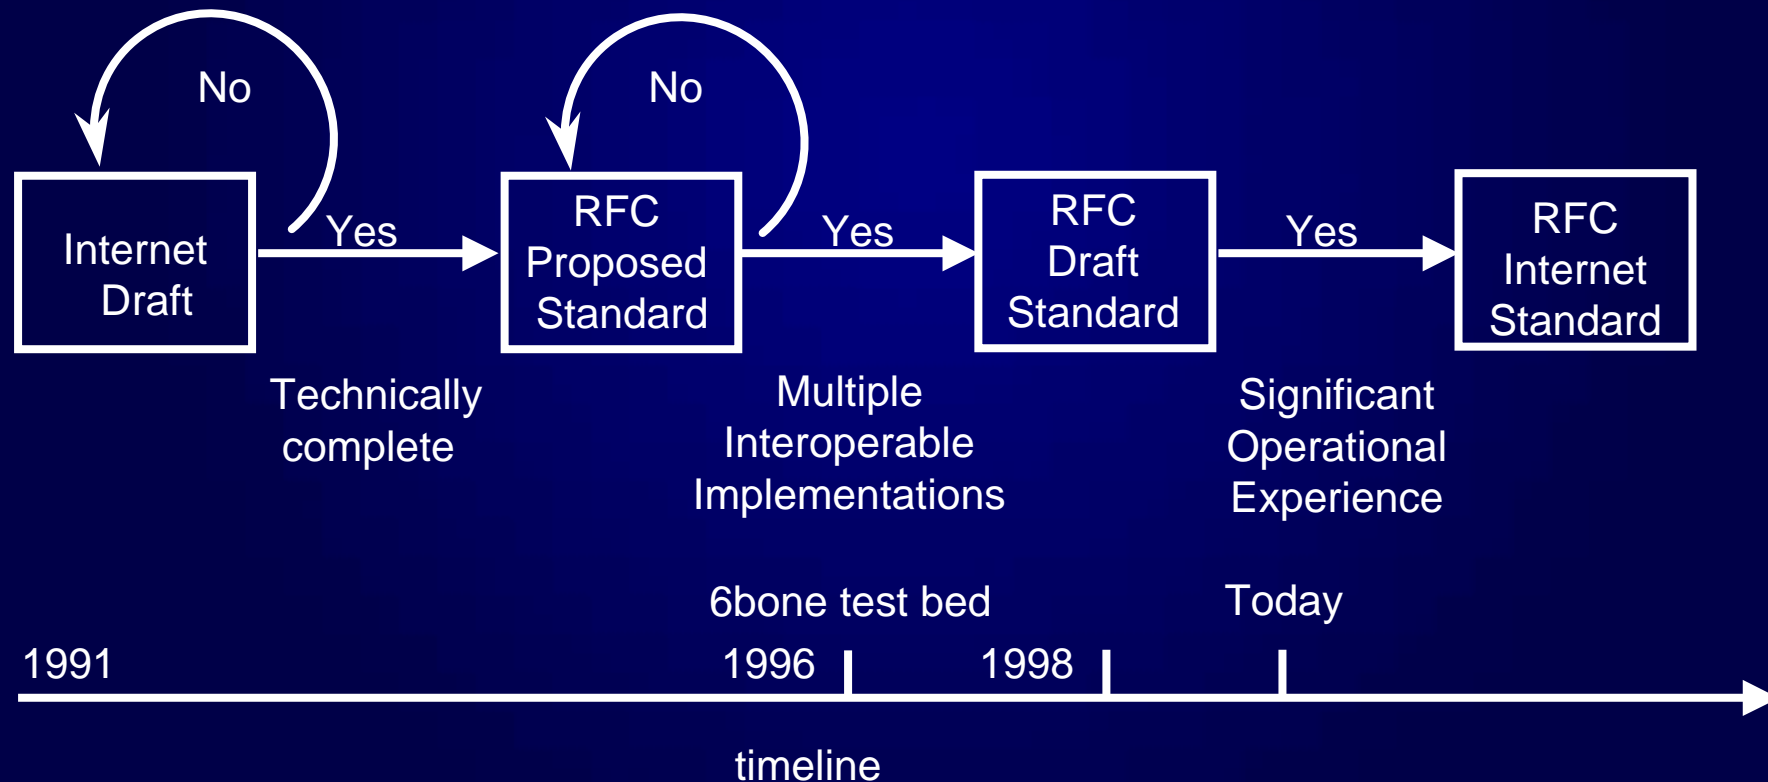 No
No
Internet
Draft
Yes
RFC
Proposed
Standard
Yes
RFC
Draft
Standard
Yes
RFC
Internet
Standard
Technically
complete
Multiple
Interoperable
Implementations
Significant
Operational
Experience
6bone test bed
Today
1991
1996
1998
timeline